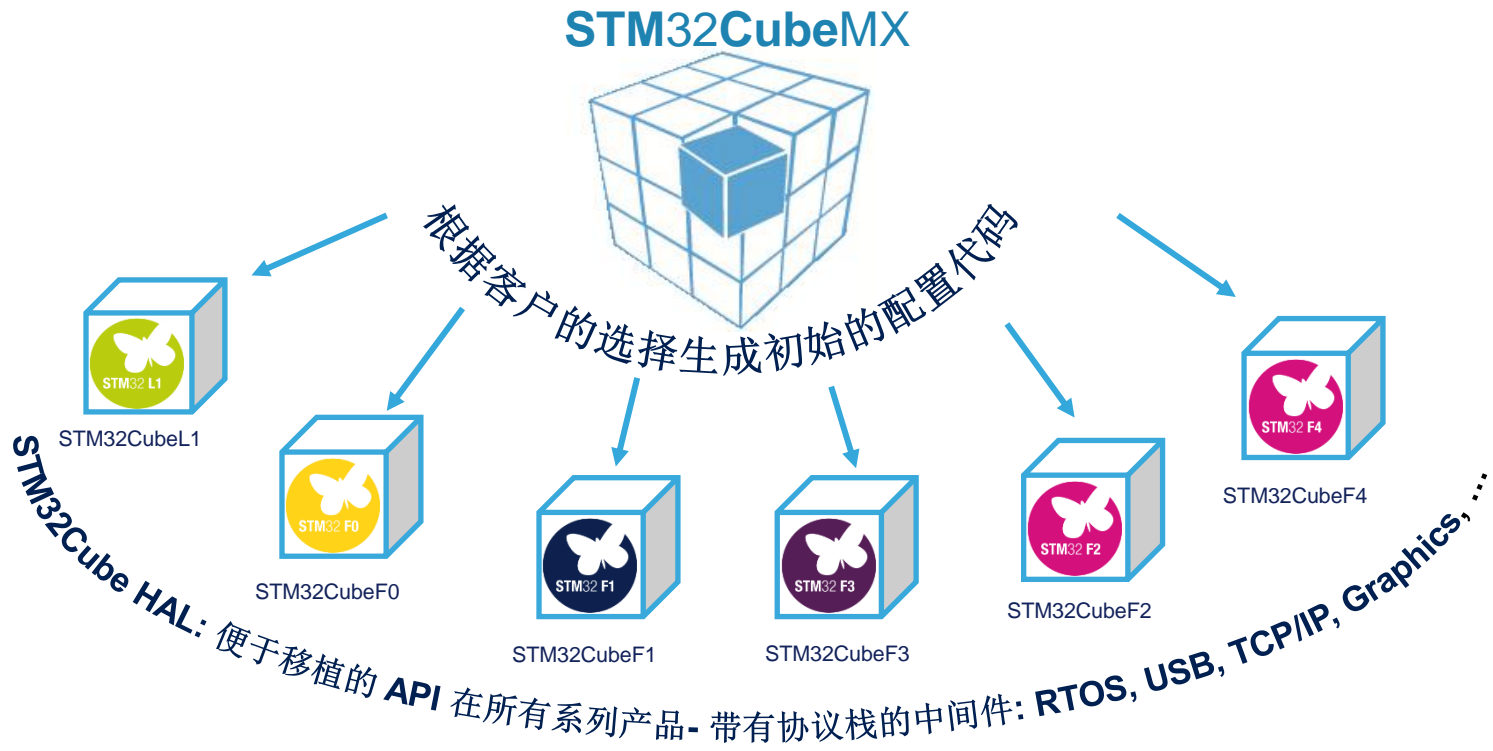 STM32CubeMX
根据客户的选择生成初始的配置代码
STM32 L1
STM32CubeL1
STM32 F0
STM32CubeF0
STM32 F1
STM32CubeF1
STM32 F3
STM32CubeF3
STM32 F2
STM32CubeF2
STM32 F4
STM32CubeF4
STM32Cube HAL: 便于移植的 API 在所有系列产品- 带有协议栈的中间件: RTOS, USB, TCP/IP, Graphics, ...